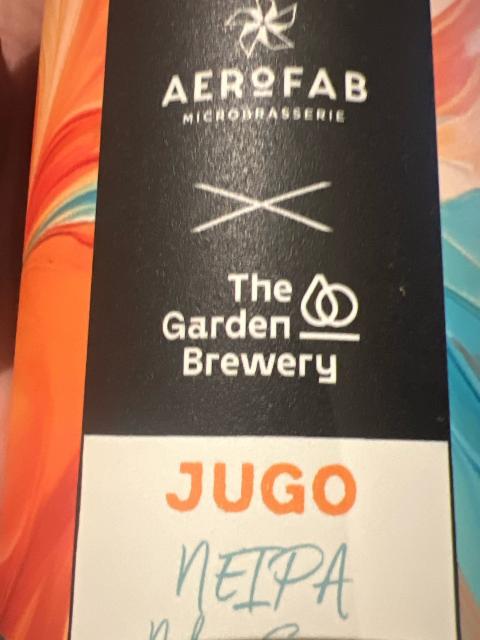 AEROFAB
MICROBRASSERIE
The
Garden
Brewery
JUGO
NEIPA